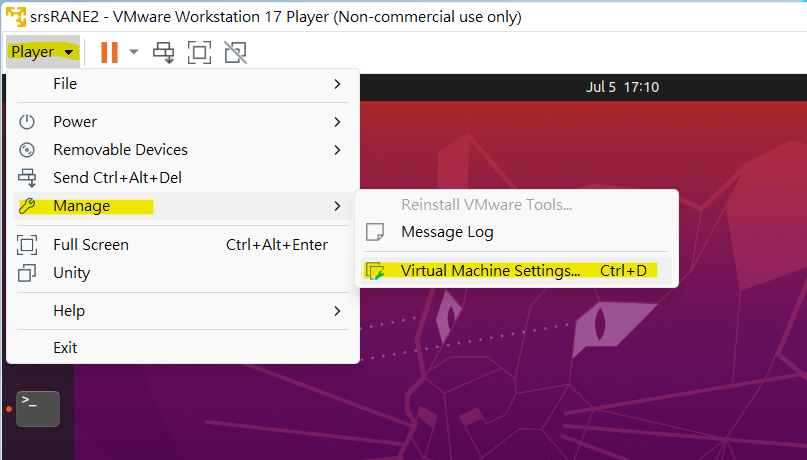 srsRANE2 - VMware Workstation 17 Player (Non-commercial use only)
Player
Jul 5 17:10
File
Power
Removable Devices
Send Ctrl+Alt+Del
Manage
Reinstall VMware Tools...
Message Log
Virtual Machine Settings... Ctrl+D
Full Screen Ctrl+Alt+Enter
Unity
Help
Exit
>_